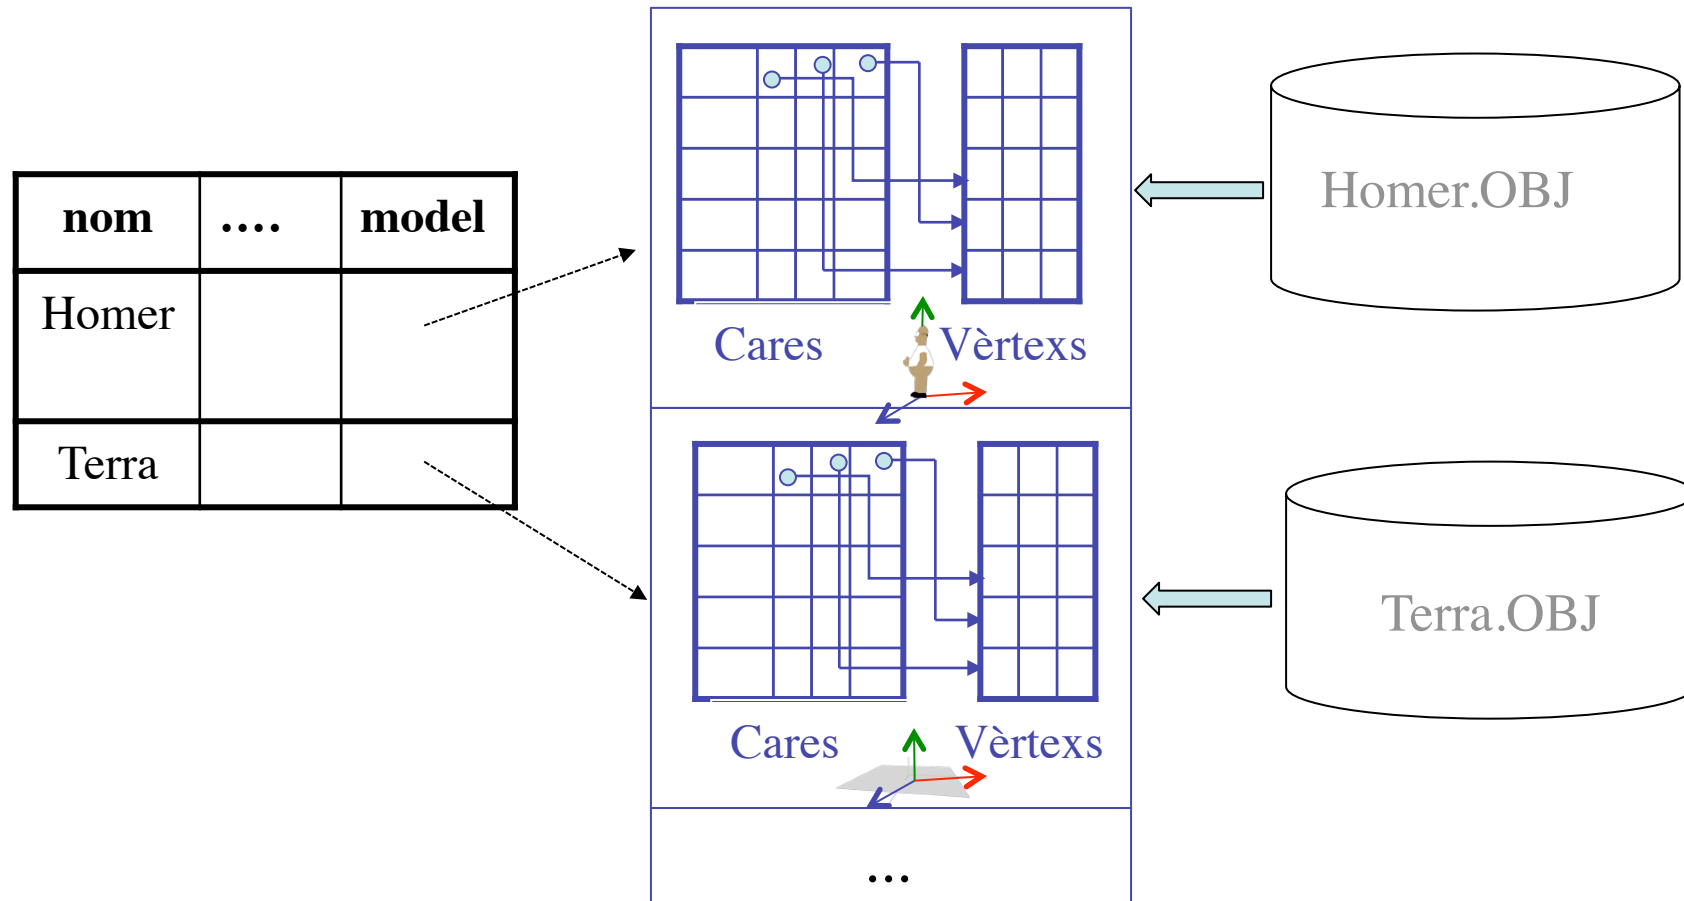 nom .... model
Homer
Terra
Cares Vèrtexs
Cares Vèrtexs
...
Homer.OBJ
Terra.OBJ